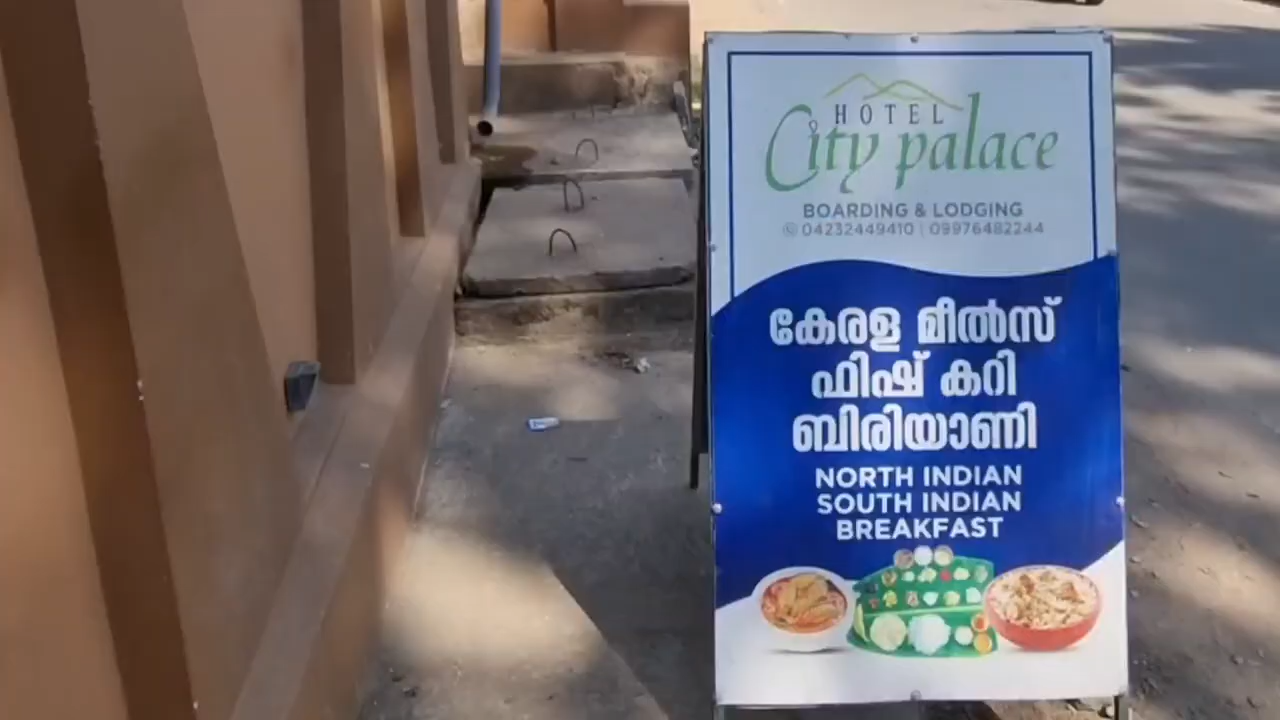 HOTEL
City palace
BOARDING & LODGING
04232449410 | 09976482244
കേരള മീൽസ്
ഫിഷ് കറി
ബിരിയാണി
NORTH INDIAN
SOUTH INDIAN
BREAKFAST